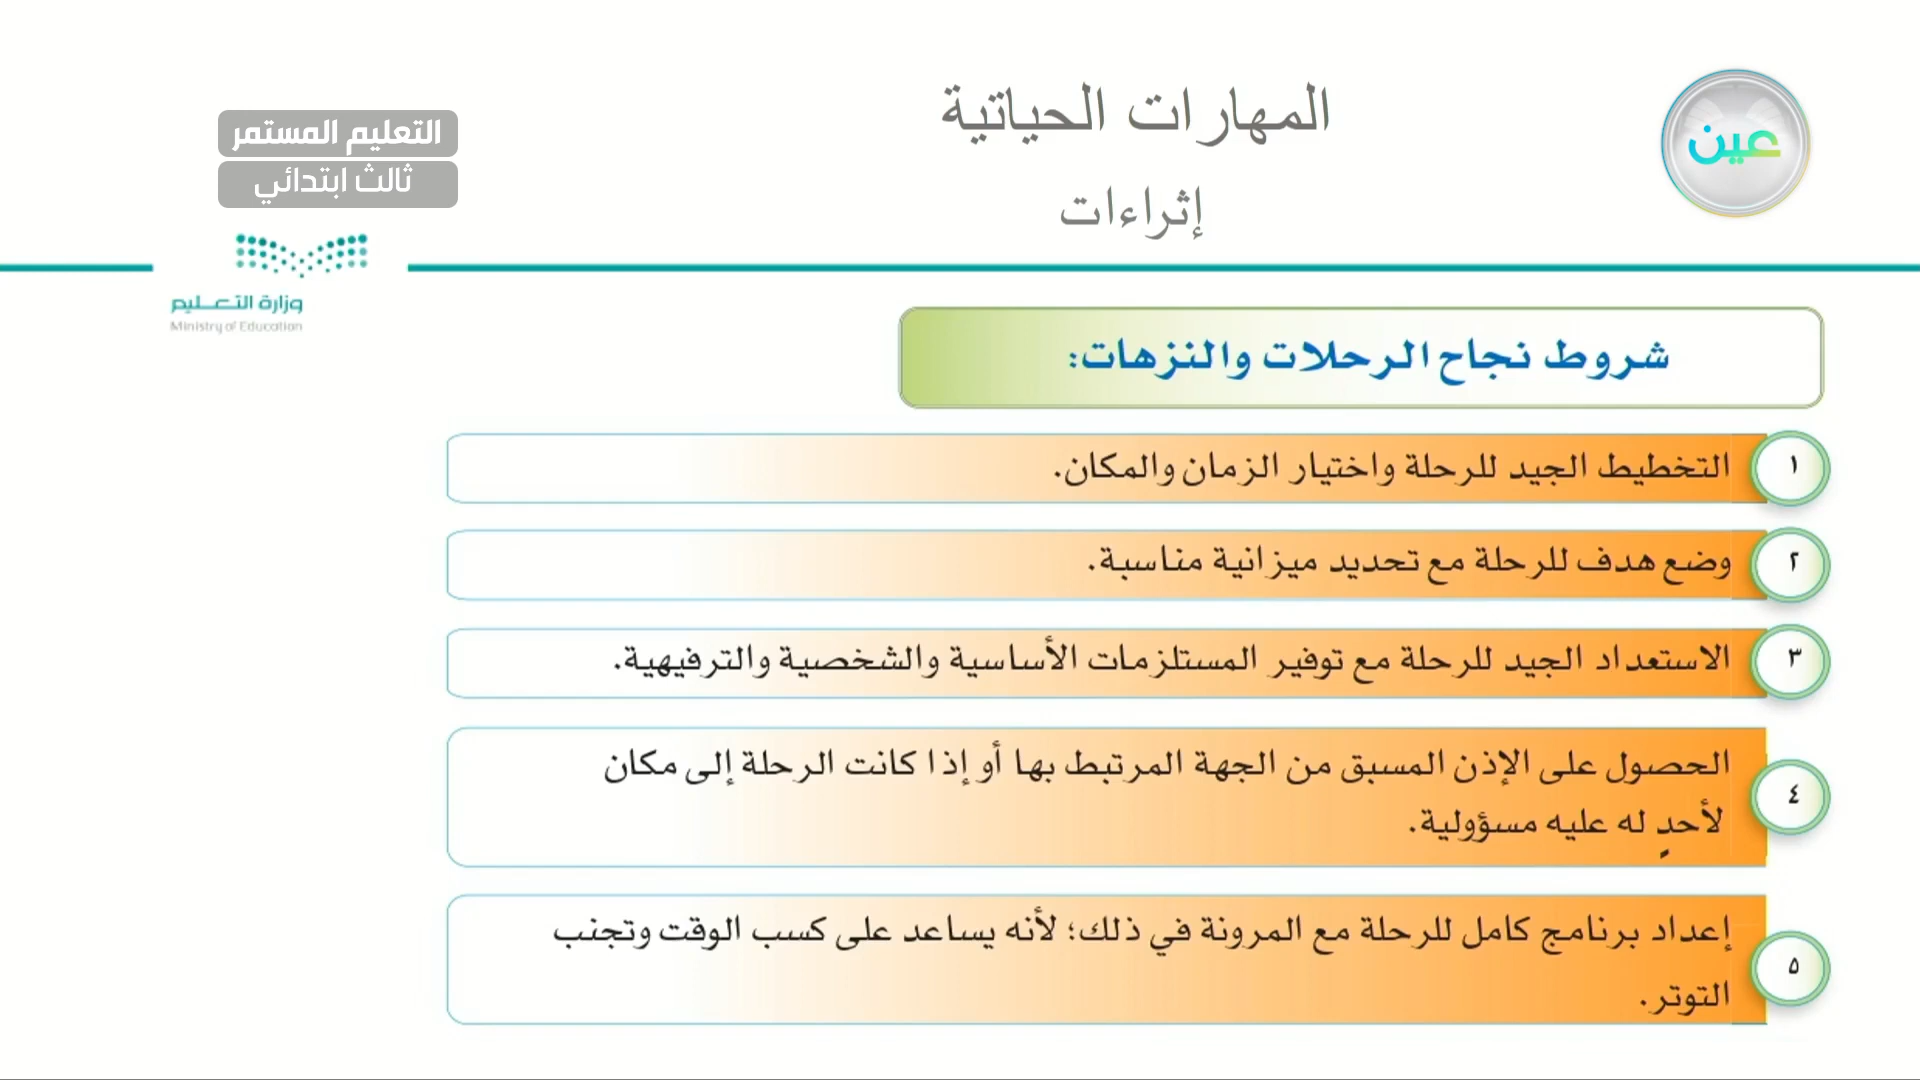 المهارات الحياتية
إثراءات
عين
التعليم المستمر
ثالث ابتدائي
وزارة التعـــليم
Ministry of Education
شروط نجاح الرحلات والنزهات:
١ التخطيط الجيد للرحلة واختيار الزمان والمكان.
٢ وضع هدف للرحلة مع تحديد ميزانية مناسبة.
٣ الاستعداد الجيد للرحلة مع توفير المستلزمات الأساسية والشخصية والترفيهية.
٤ الحصول على الإذن المسبق من الجهة المرتبط بها أو إذا كانت الرحلة إلى مكان
لأحدٍ له عليه مسؤولية.
٥ إعداد برنامج كامل للرحلة مع المرونة في ذلك؛ لأنه يساعد على كسب الوقت وتجنب
التوتر.